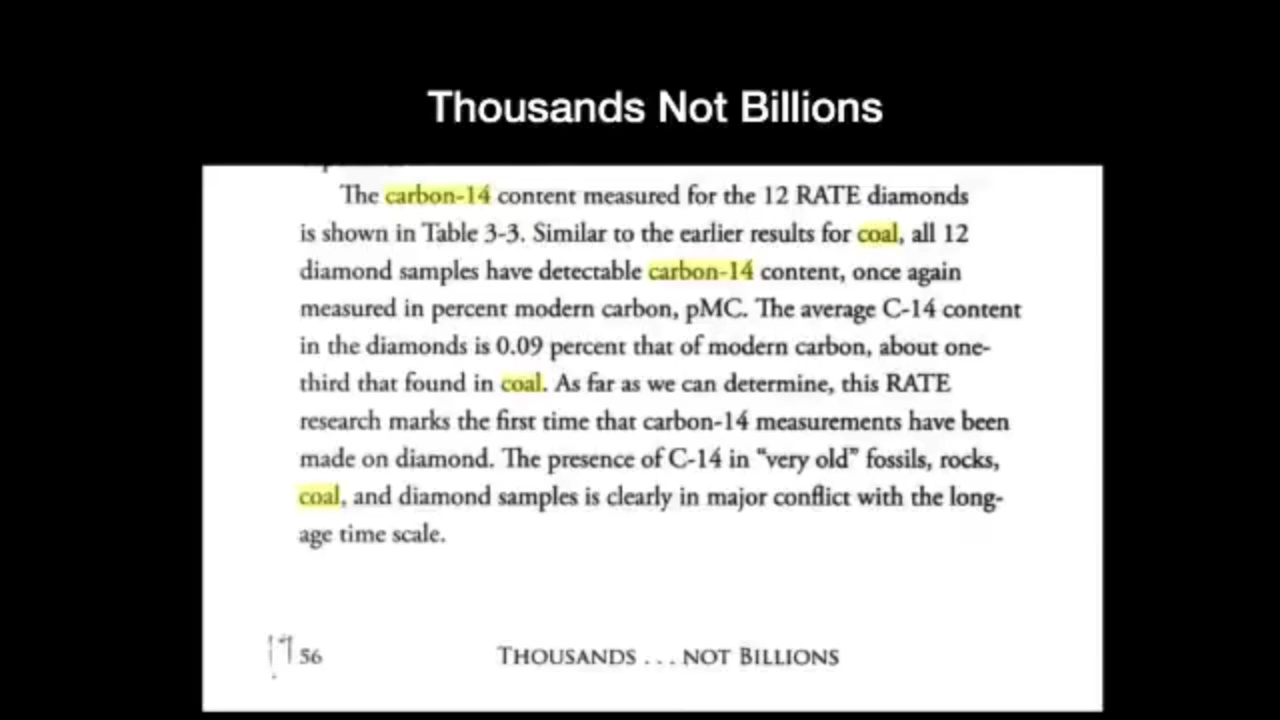 Thousands Not Billions
The carbon-14 content measured for the 12 RATE diamonds
is shown in Table 3-3. Similar to the earlier results for coal, all 12
diamond samples have detectable carbon-14 content, once again
measured in percent modern carbon, pMC. The average C-14 content
in the diamonds is 0.09 percent that of modern carbon, about one-
third that found in coal. As far as we can determine, this RATE
research marks the first time that carbon-14 measurements have been
made on diamond. The presence of C-14 in “very old” fossils, rocks,
coal, and diamond samples is clearly in major conflict with the long-
age time scale.
56 THOUSANDS . . . NOT BILLIONS